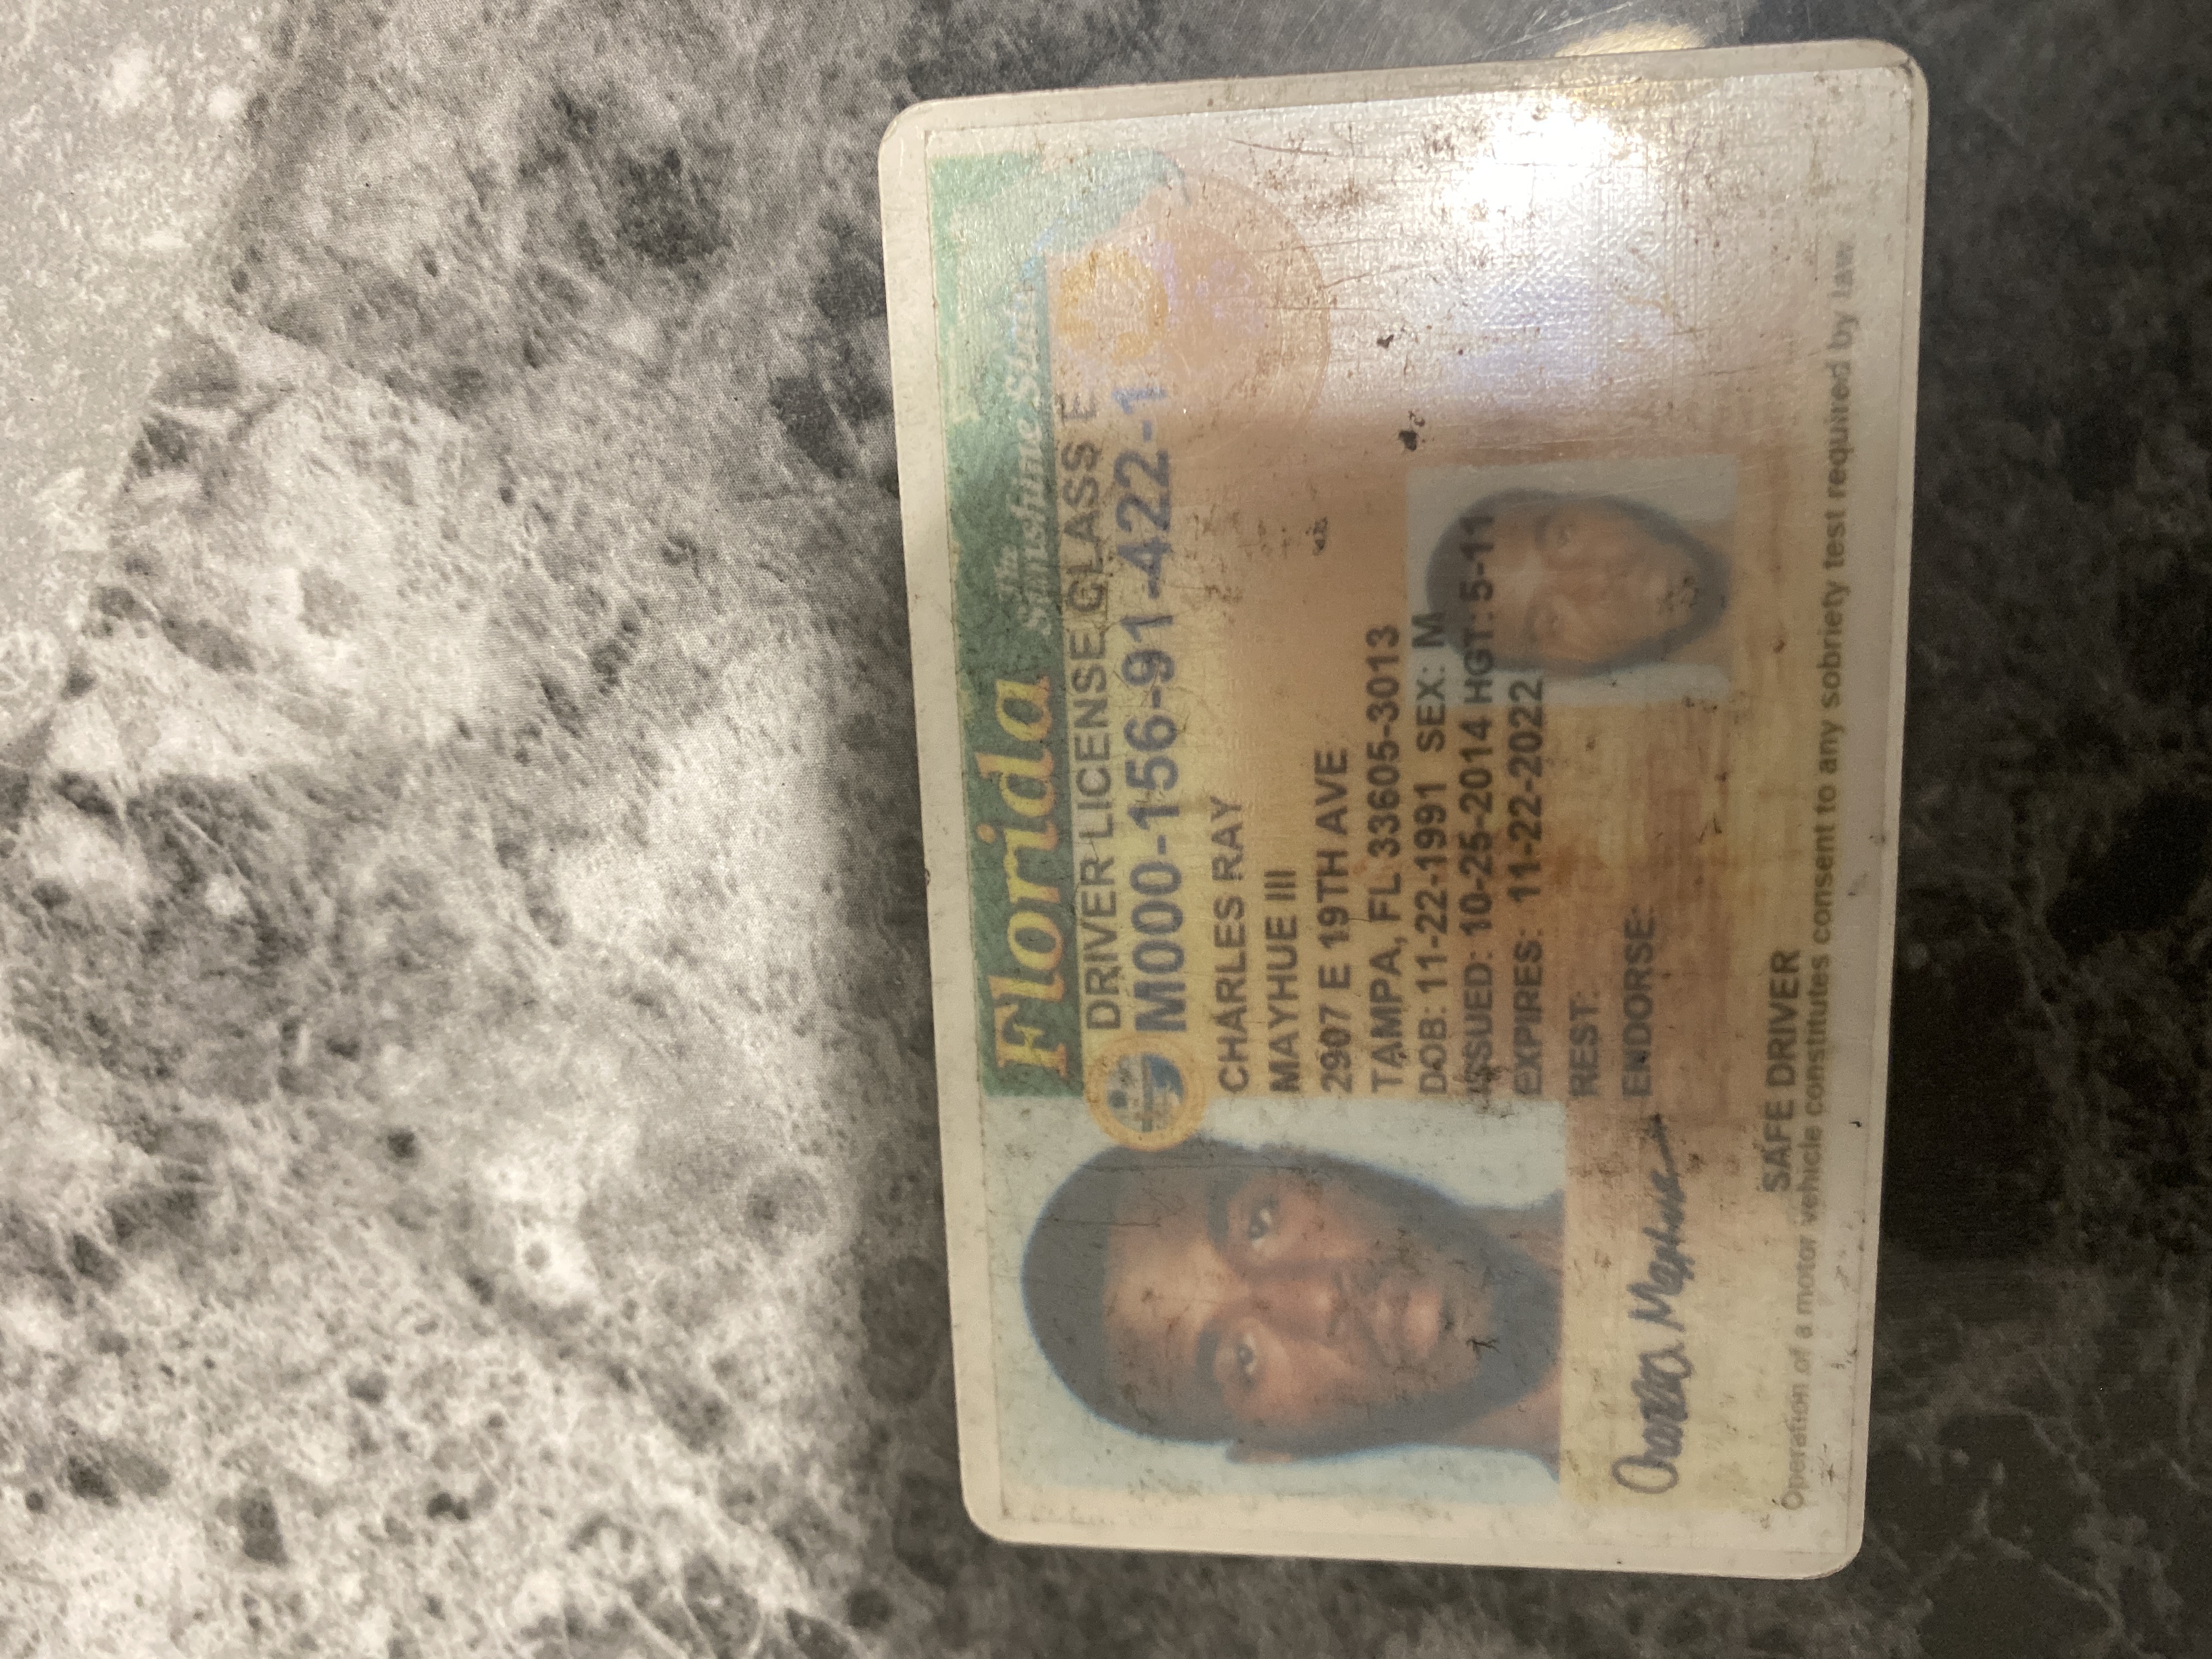 Florida
The
Sunshine State
DRIVER LICENSE CLASS E
M000-156-91-422-1
CHARLES RAY
MAYHUE III
2907 E 19TH AVE
TAMPA, FL 33605-3013
DOB: 11-22-1991 SEX: M
ISSUED: 10-25-2014 HGT: 5-11
EXPIRES: 11-22-2022
REST:
ENDORSE:
SAFE DRIVER
Operation of a motor vehicle constitutes consent to any sobriety test required by law